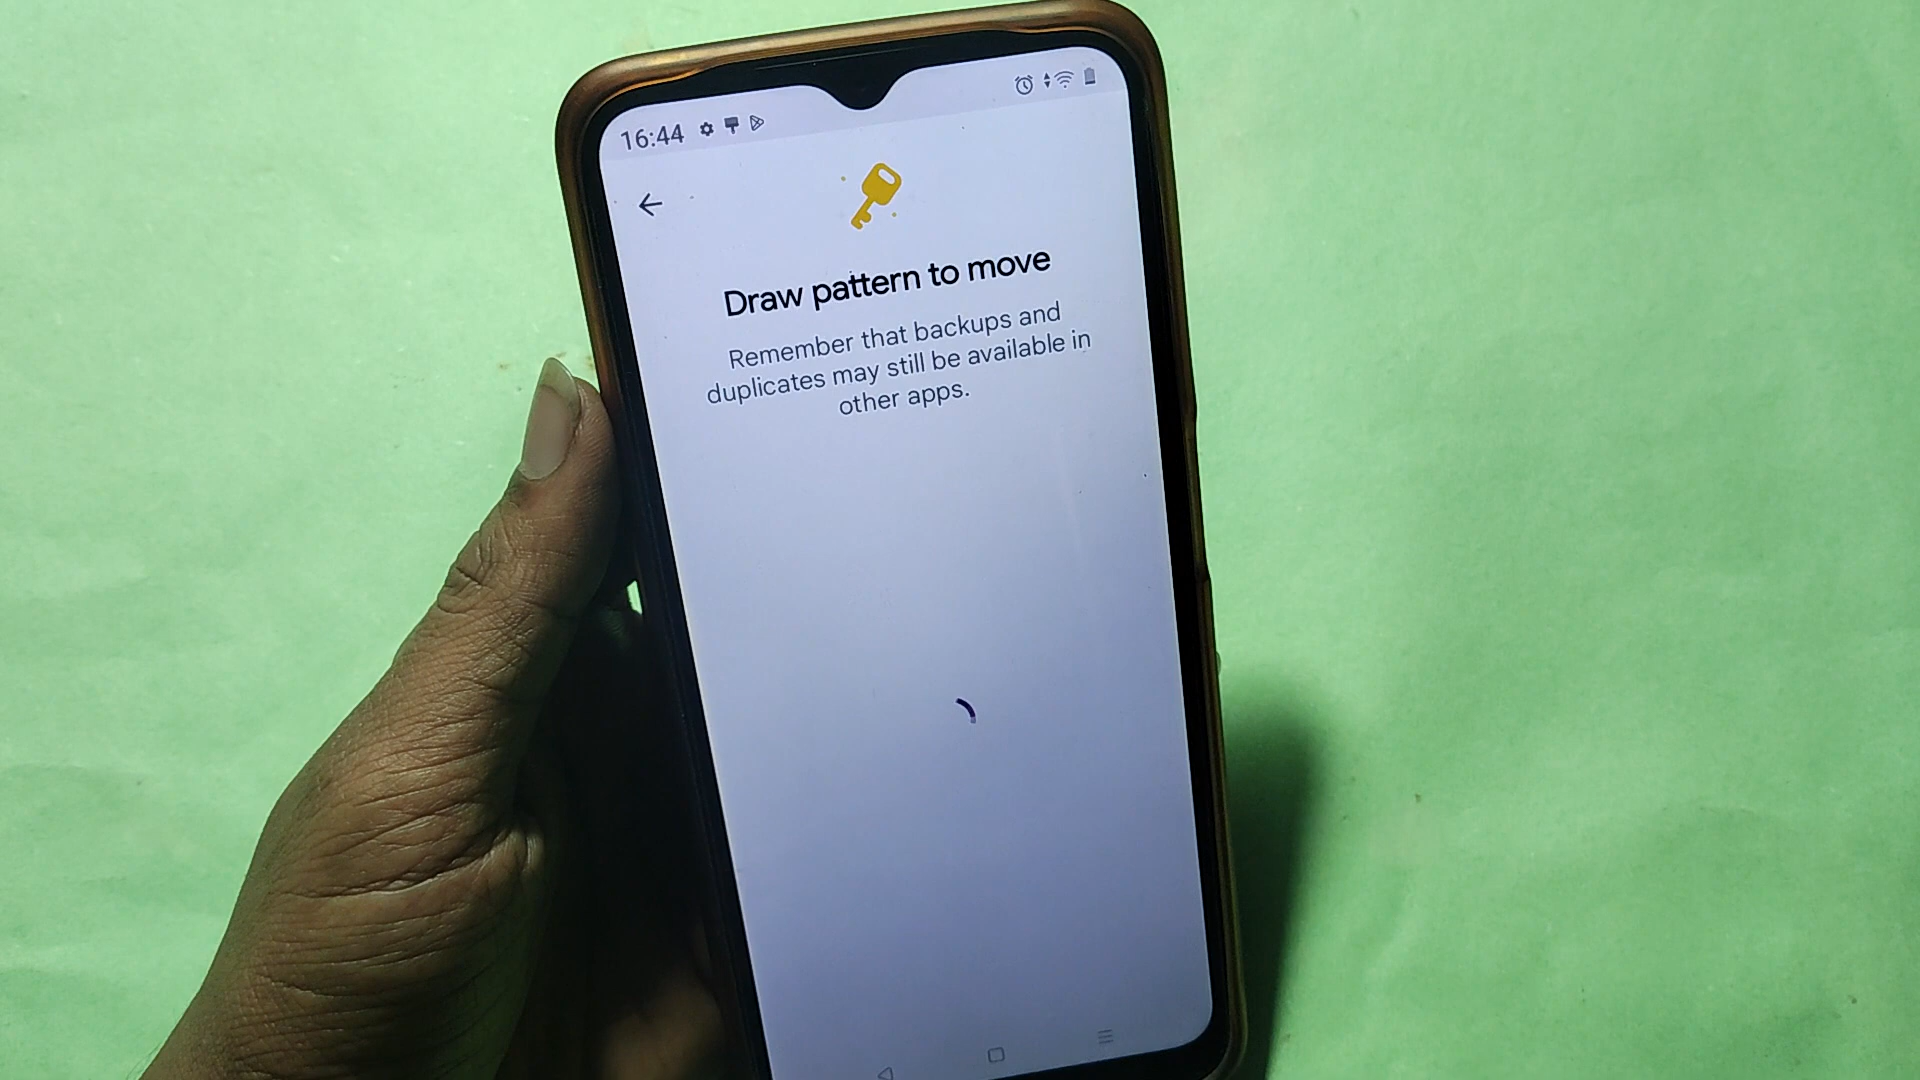 16:44
Draw pattern to move
Remember that backups and
duplicates may still be available in
other apps.